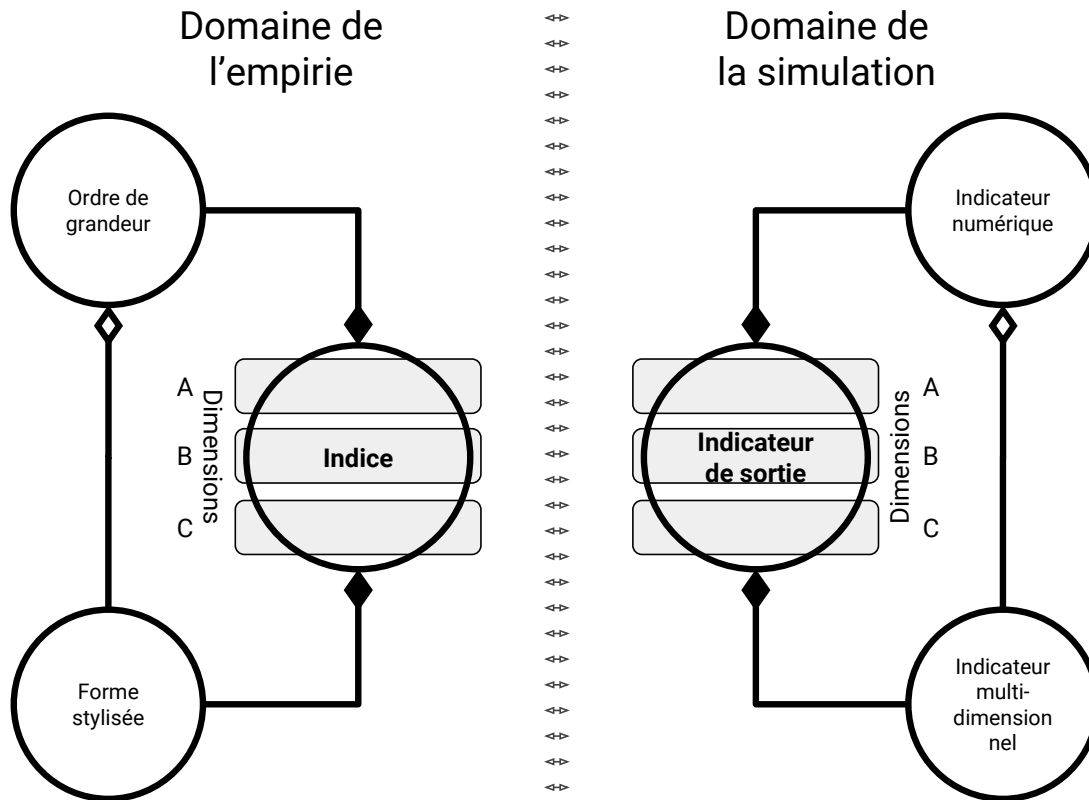 Domaine de
l'empirie
Domaine de
la simulation
Ordre de
grandeur
Indicateur
numérique
A
B
C
Dimensions
Indice
Indicateur
de sortie
Dimensions
A
B
C
Forme
stylisée
Indicateur
multi-
dimension
nel